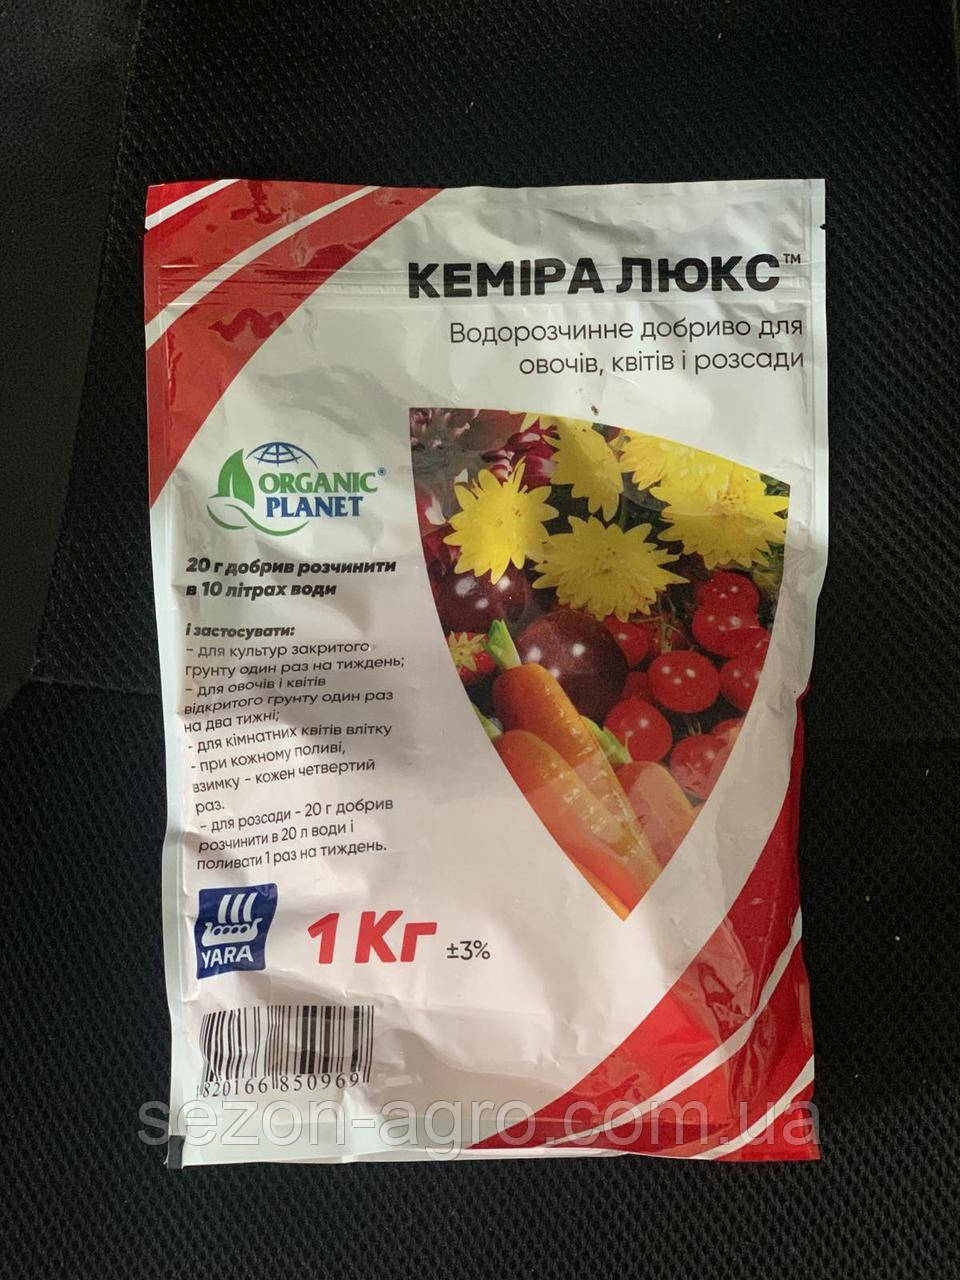 КЕМІРА ЛЮКС™
Водорозчинне добриво для
овочів, квітів і розсади
ORGANIC®
PLANET
20 г добрив розчинити
в 10 літрах води
і застосувати:
- для культур закритого
грунту один раз на тиждень;
- для овочів і квітів
відкритого грунту один раз
на два тижні;
- для кімнатних квітів влітку
- при кожному поливі,
взимку - кожен четвертий
раз.
- для розсади - 20 г добрив
розчинити в 20 л води і
поливати 1 раз на тиждень.
YARA
1 Кг ±3%
820166 850969
sezon-agro.com.ua